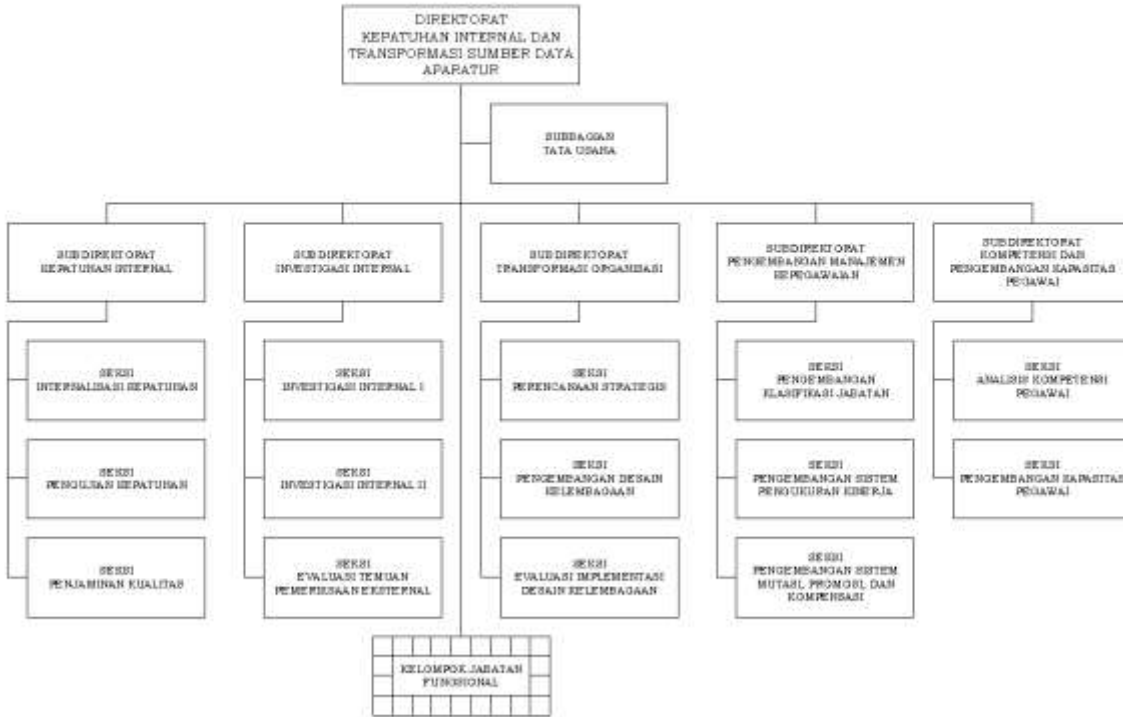 DIREKTORAT
KEPATUHAN INTERNAL DAN
TRANSFORMASI SUMBER DAYA
APARATUR
SUBBAGIAN
TATA USAHA
SUBDIREKTORAT
KEPATUHAN INTERNAL
SUBDIREKTORAT
INVESTIGASI INTERNAL
SUBDIREKTORAT
TRANSFORMASI ORGANISASI
SUBDIREKTORAT
PENGEMBANGAN MANAJEMEN
KEPEGAWAIAN
SUBDIREKTORAT
KOMPETENSI DAN
PENGEMBANGAN KAPASITAS
PEGAWAI
SEKSI
INTERNALISASI KEPATUHAN
SEKSI
INVESTIGASI INTERNAL I
SEKSI
PERENCANAAN STRATEGIS
SEKSI
PENGEMBANGAN
KLASIFIKASI JABATAN
SEKSI
ANALISIS KOMPETENSI
PEGAWAI
SEKSI
PENGUJIAN KEPATUHAN
SEKSI
INVESTIGASI INTERNAL II
SEKSI
PENGEMBANGAN DESAIN
KELEMBAGAAN
SEKSI
PENGEMBANGAN SISTEM
PENGUKURAN KINERJA
SEKSI
PENGEMBANGAN KAPASITAS
PEGAWAI
SEKSI
PENJAMINAN KUALITAS
SEKSI
EVALUASI TEMUAN
PEMERIKSAAN EKSTERNAL
SEKSI
EVALUASI IMPLEMENTASI
DESAIN KELEMBAGAAN
SEKSI
PENGEMBANGAN SISTEM
MUTASI, PROMOSI, DAN
KOMPENSASI
KELOMPOK JABATAN
FUNGSIONAL